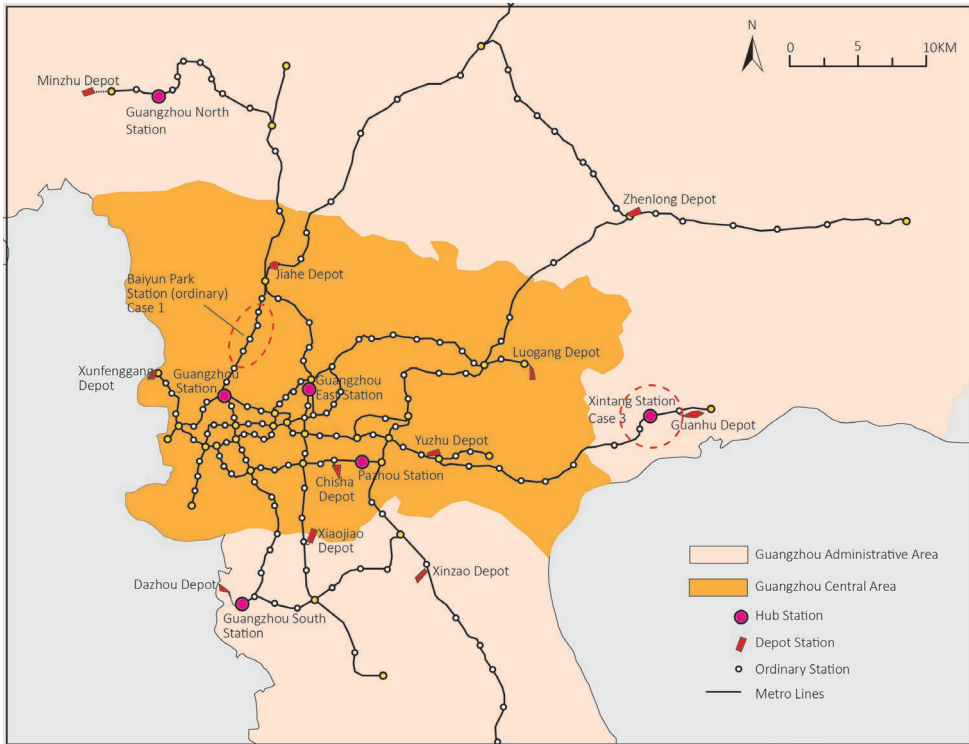 N
0 5 10KM
Minzhu Depot
Guangzhou North
Station
Zhenlong Depot
Jiahe Depot
Baiyun Park
Station (ordinary)
Case 1
Xunfenggang
Depot
Guangzhou
Station
Guangzhou
East Station
Luogang Depot
Xintang Station
Case 3
Guanhu Depot
Yuzhu Depot
Pazhou Station
Chisha
Depot
Xiaojiao
Depot
Xinzao Depot
Dazhou Depot
Guangzhou South
Station
Guangzhou Administrative Area
Guangzhou Central Area
Hub Station
Depot Station
Ordinary Station
Metro Lines